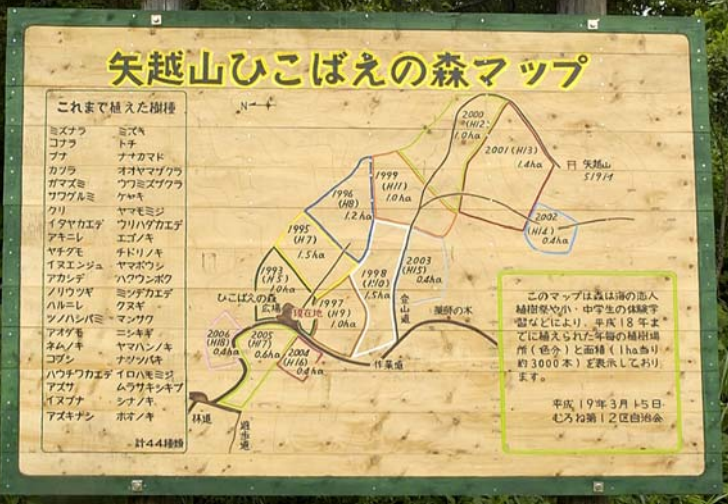 矢越山ひこばえの森マップ
これまで植えた樹種
ミズナラ ミズキ
コナラ トチ
ブナ ナナカマド
カツラ オオヤマザクラ
ガマズミ ウワミズザクラ
サワグルミ ケヤキ
クリ ヤマモミジ
イタヤカエデ ウリハダカエデ
アキニレ エゴノキ
ヤチダモ チドリノキ
イヌエンジュ ヤマボウシ
アカシデ ハクウンボク
ノリウツギ ミツデカエデ
ハルニレ クヌギ
ツノハシバミ マンサク
アオダモ ニシキギ
ネムノキ ヤマハンノキ
コブシ ナツツバキ
ハウチワカエデ イロハモミジ
アズサ ムラサキシキブ
イヌブナ シナノキ
アズキナシ ホオノキ
計44種類
N
2000
(H12)
1.0ha
2001(H13)
1.4ha
矢越山
519M
1999
(H11)
1.0ha
1996
(H8)
1.2ha
2002
(H14)
0.4ha
1995
(H7)
1.5ha
2003
(H15)
0.4ha
1993
(H5)
1.0ha
1998
(H10)
1.5ha
ひこばえの森
広場
現在地
1997
(H9)
1.0ha
登山道
薬師の木
2006
(H18)
0.4ha
2005
(H17)
0.6ha
2004
(H16)
0.4ha
作業道
林道
遊歩道
このマップは森は海の恋人
植樹祭や小・中学生の体験学
習などにより、平成18年ま
でに植えられた年毎の植樹場
所(色分)と面積(1ha当り
約3000本)を表示しており
ます。
平成19年3月15日
むろね第12区自治会